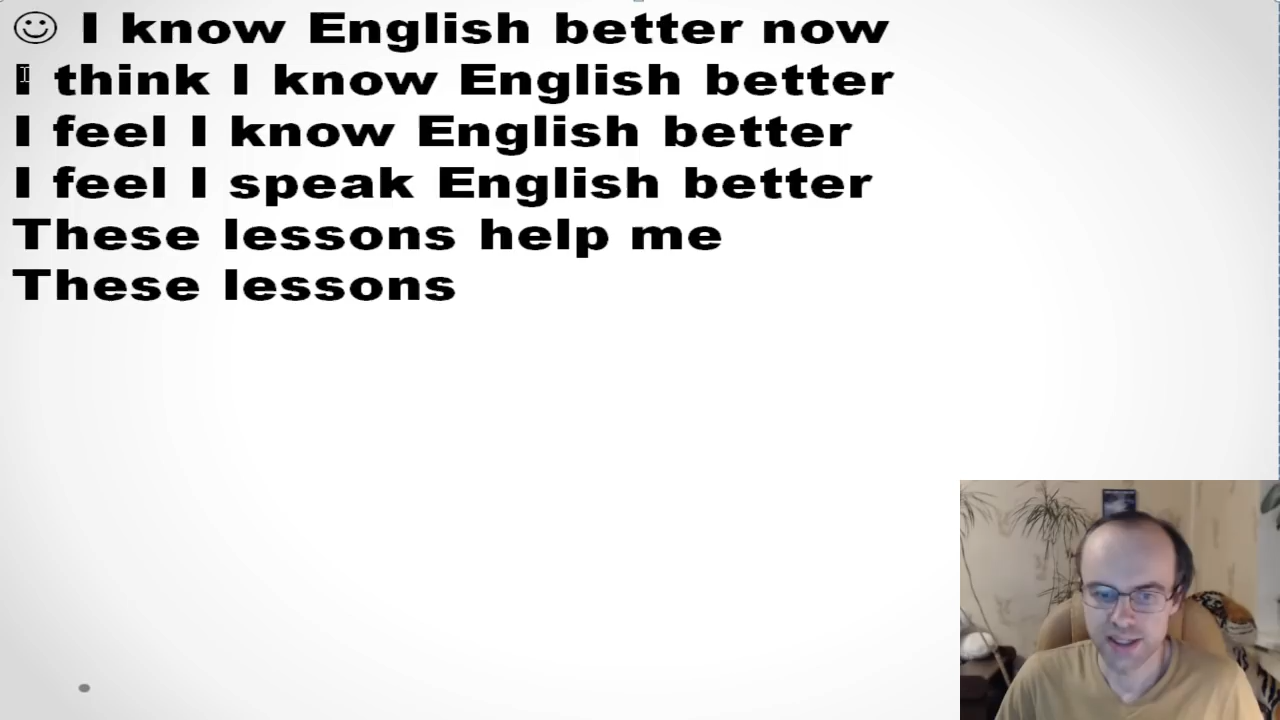 ☺ I know English better now
I think I know English better
I feel I know English better
I feel I speak English better
These lessons help me
These lessons